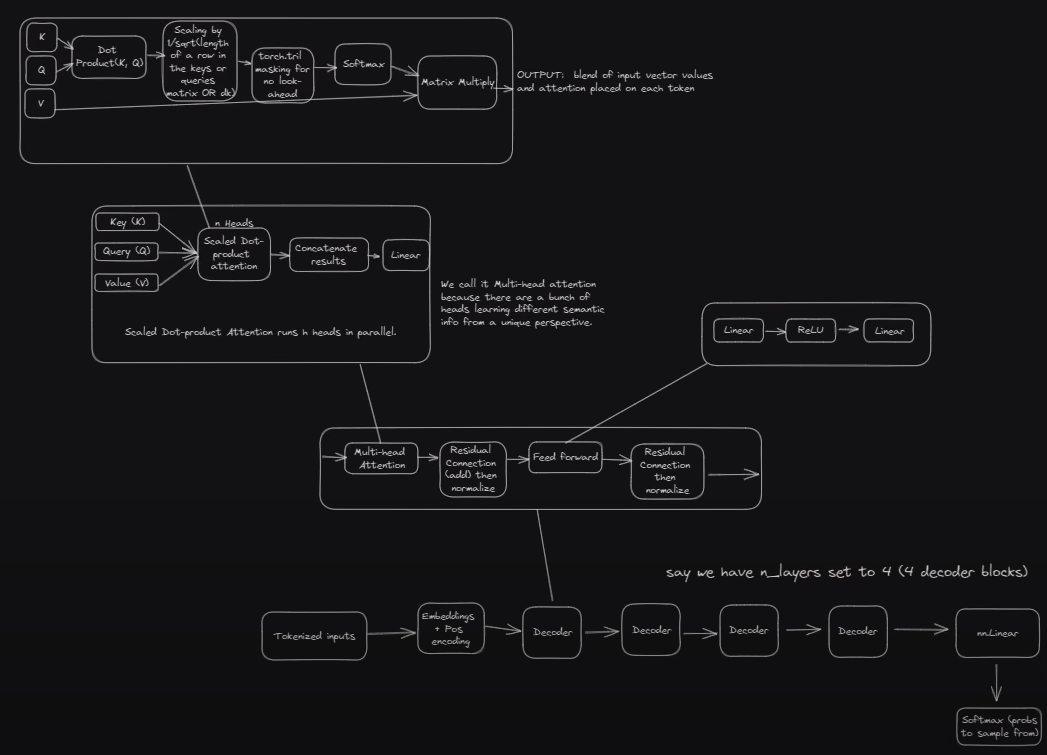 K
Q
V
Dot
Product(K, Q)
Scaling by
1/sqrt(length
of a row in
the keys or
queries
matrix OR dk)
torch.tril
masking for
no look-
ahead
Softmax
Matrix Multiply
OUTPUT: blend of input vector values
and attention placed on each token
Key (K)
Query (Q)
Value (V)
n Heads
Scaled Dot-
product
attention
Concatenate
results
Linear
Scaled Dot-product Attention runs h heads in parallel.
We call it Multi-head attention
because there are a bunch of
heads learning different semantic
info from a unique perspective.
Linear
ReLU
Linear
Multi-head
Attention
Residual
Connection
(add) then
normalize
Feed forward
Residual
Connection
then
normalize
say we have n_layers set to 4 (4 decoder blocks)
Tokenized inputs
Embeddings
+ Pos
encoding
Decoder
Decoder
Decoder
Decoder
nn.Linear
Softmax (probs
to sample from)